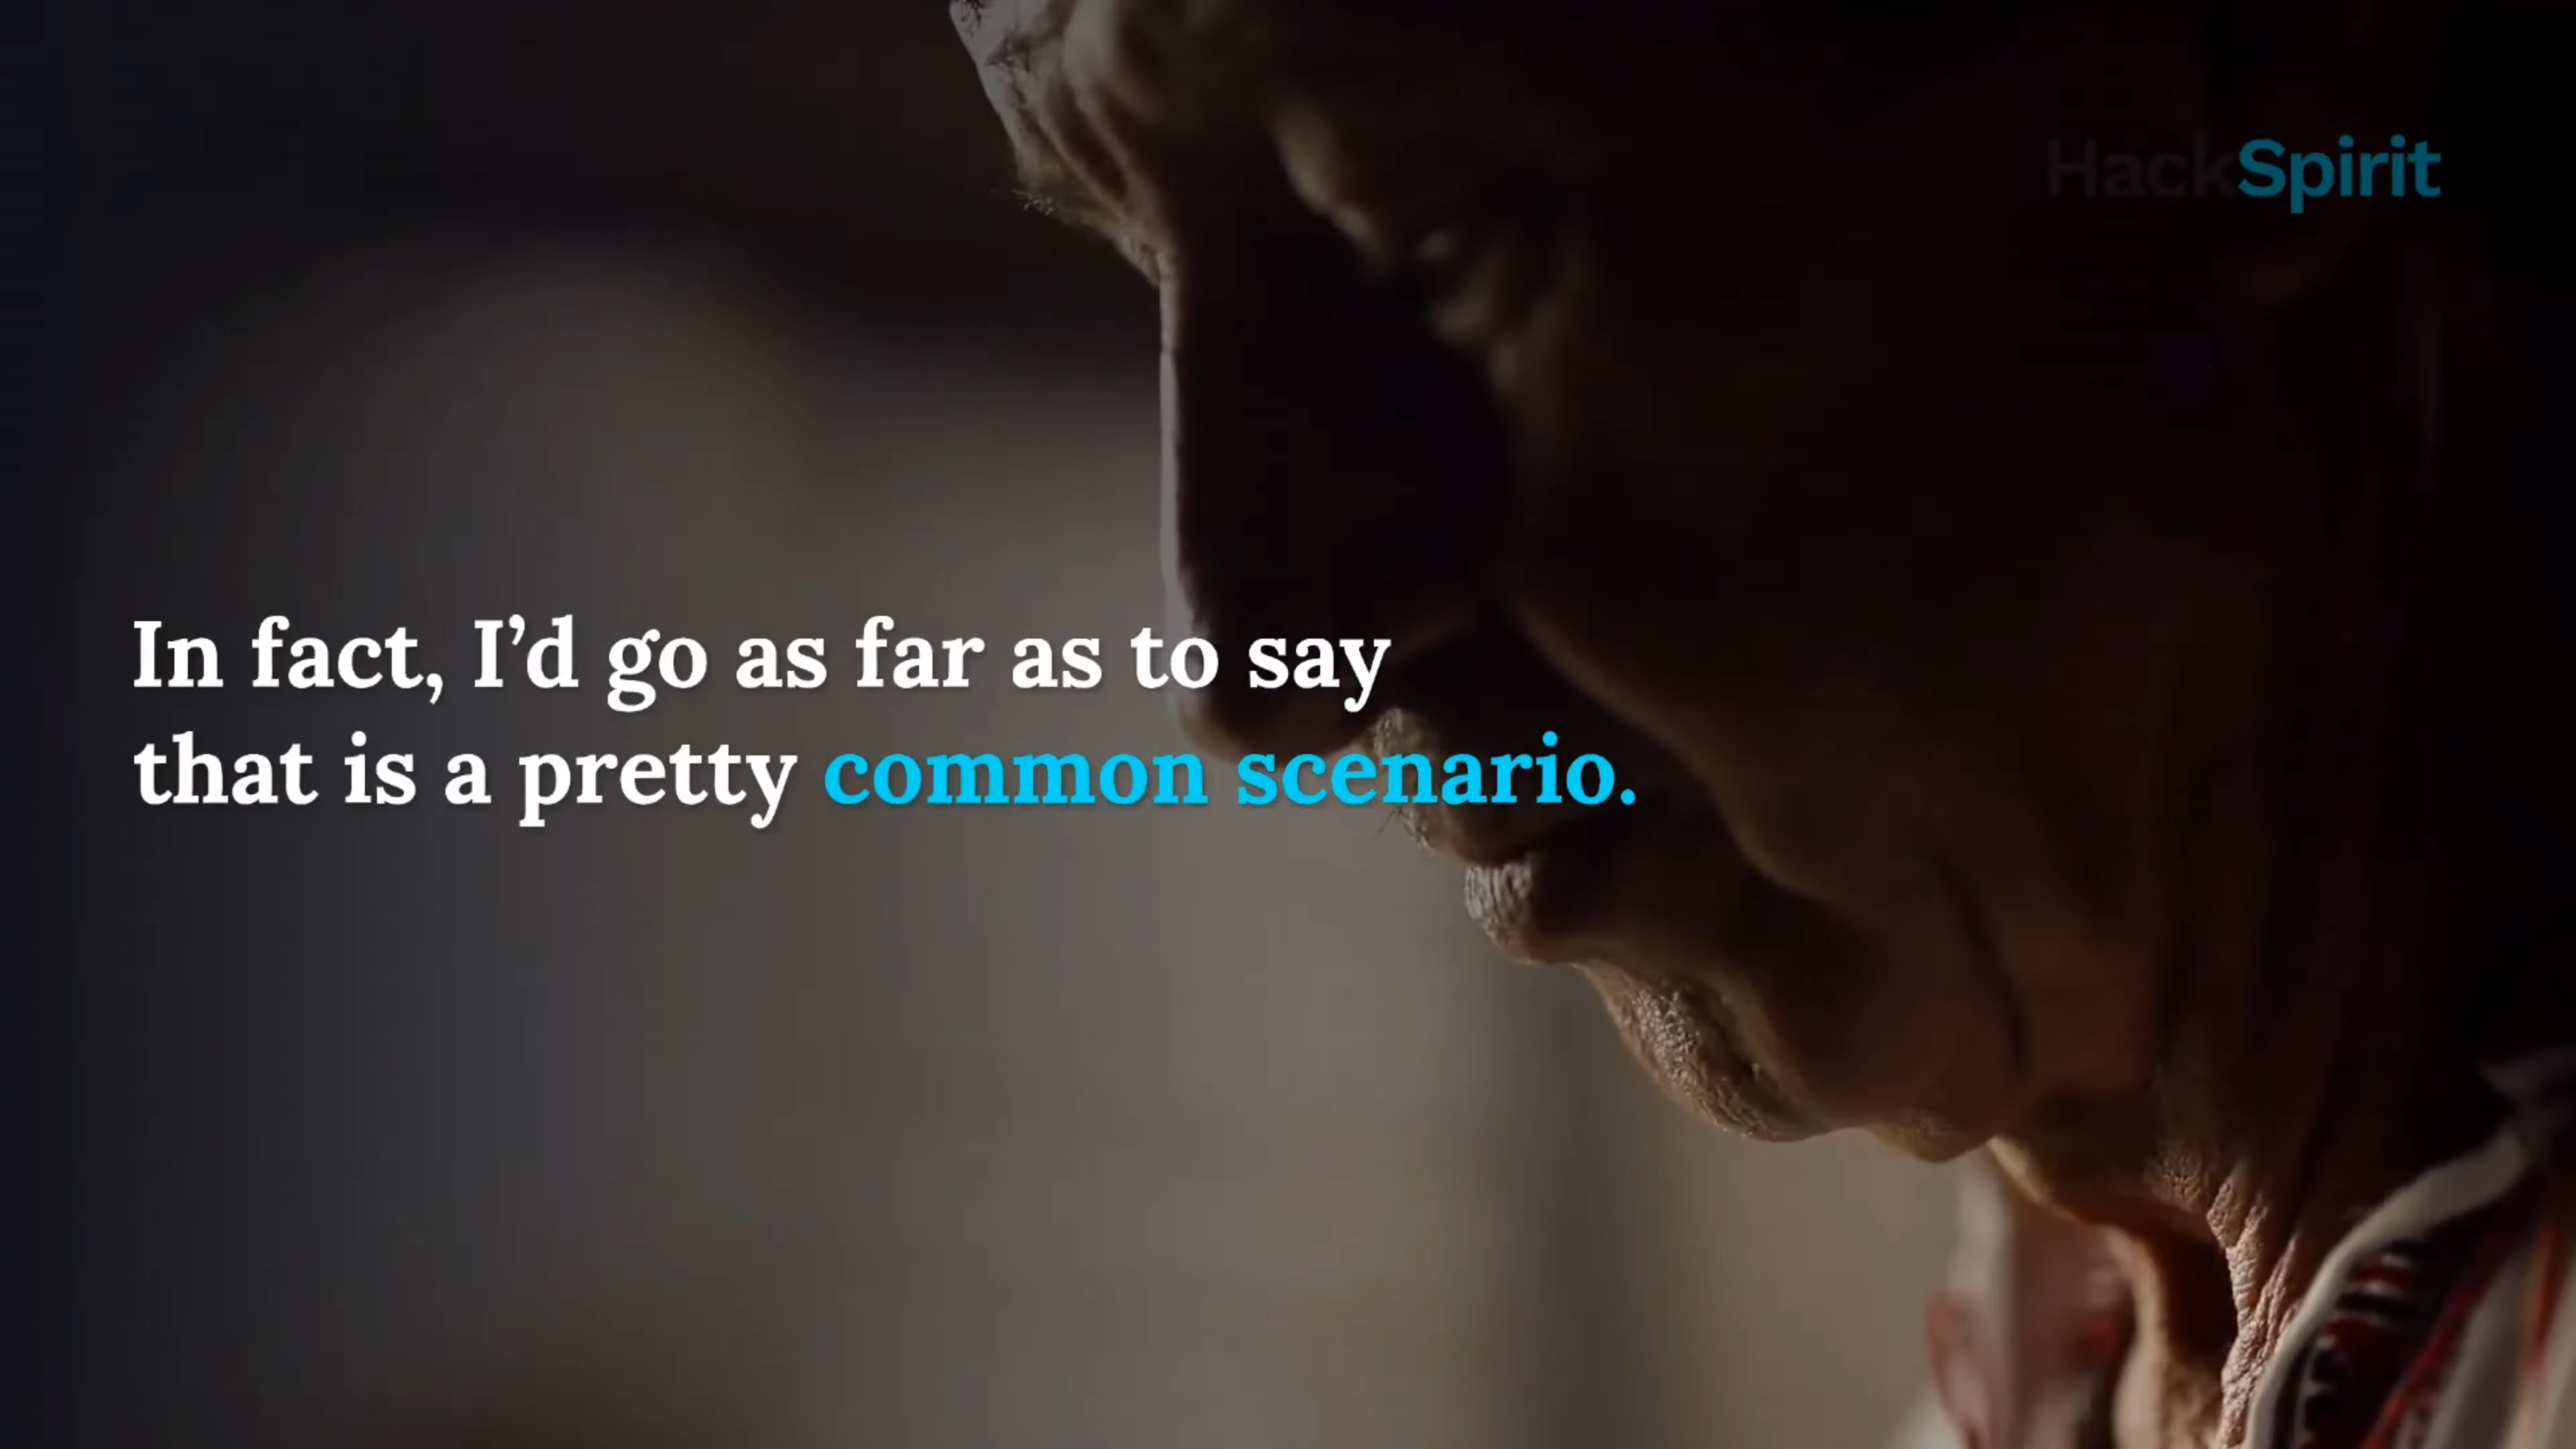 HackSpirit
In fact, I’d go as far as to say
that is a pretty common scenario.